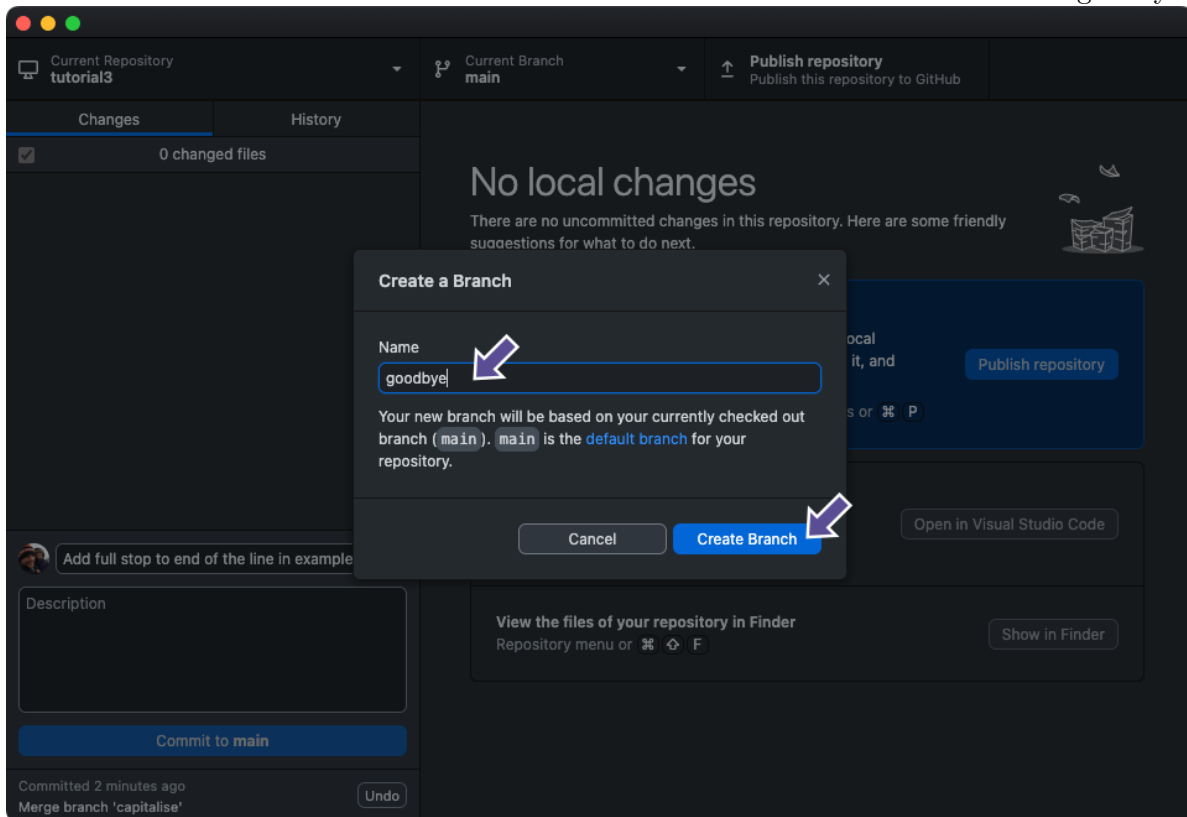 Current Repository
tutorial3
Current Branch
main
Publish repository
Publish this repository to GitHub
Changes
History
0 changed files
No local changes
There are no uncommitted changes in this repository. Here are some friendly
suggestions for what to do next.
Create a Branch
Name
goodbye
Your new branch will be based on your currently checked out
branch (main). main is the default branch for your
repository.
Cancel
Create Branch
ocal
it, and
s or ⌘ P
Publish repository
Open in Visual Studio Code
Add full stop to end of the line in example
Description
View the files of your repository in Finder
Repository menu or ⌘ ⇧ F
Show in Finder
Commit to main
Committed 2 minutes ago
Merge branch 'capitalise'
Undo